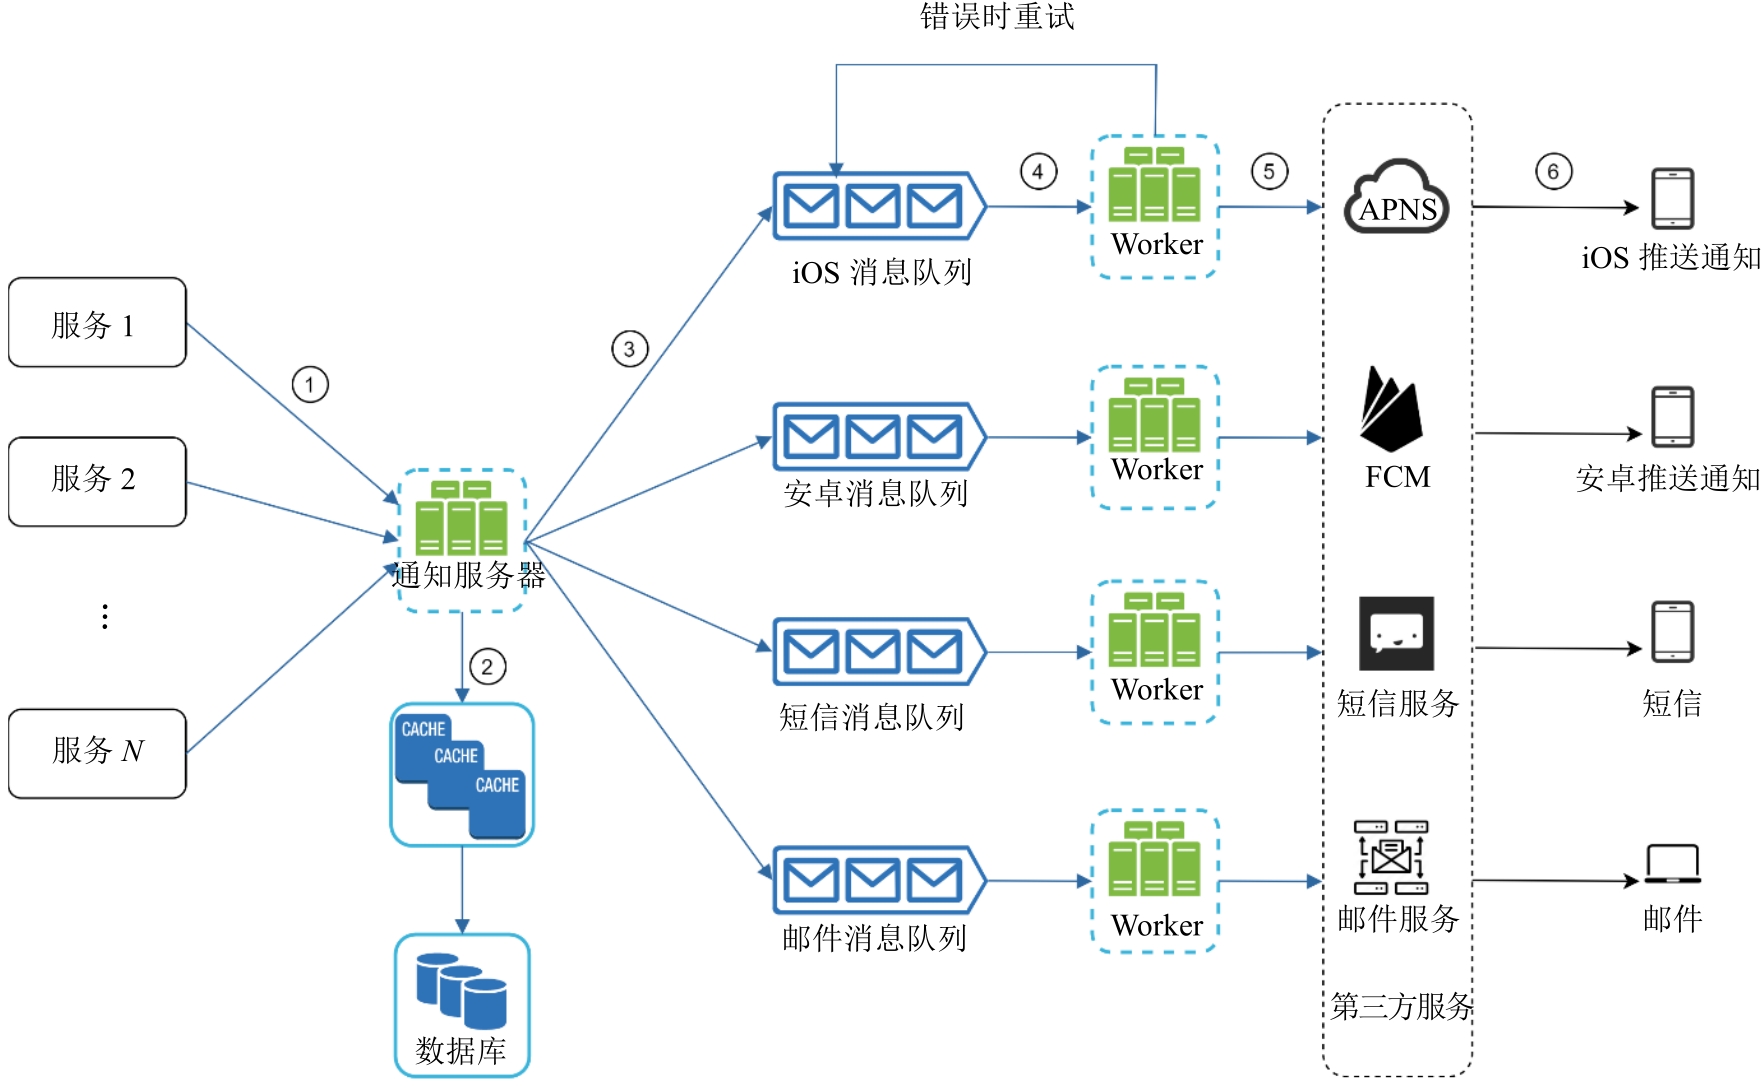 错误时重试
④
⑤
⑥
APNS
Worker
iOS 消息队列
iOS 推送通知
服务 1
①
③
服务 2
Worker
FCM
安卓消息队列
安卓推送通知
通知服务器
⋮
②
Worker
短信消息队列
短信服务
短信
服务 N
CACHE
CACHE
CACHE
Worker
邮件消息队列
邮件服务
邮件
第三方服务
数据库